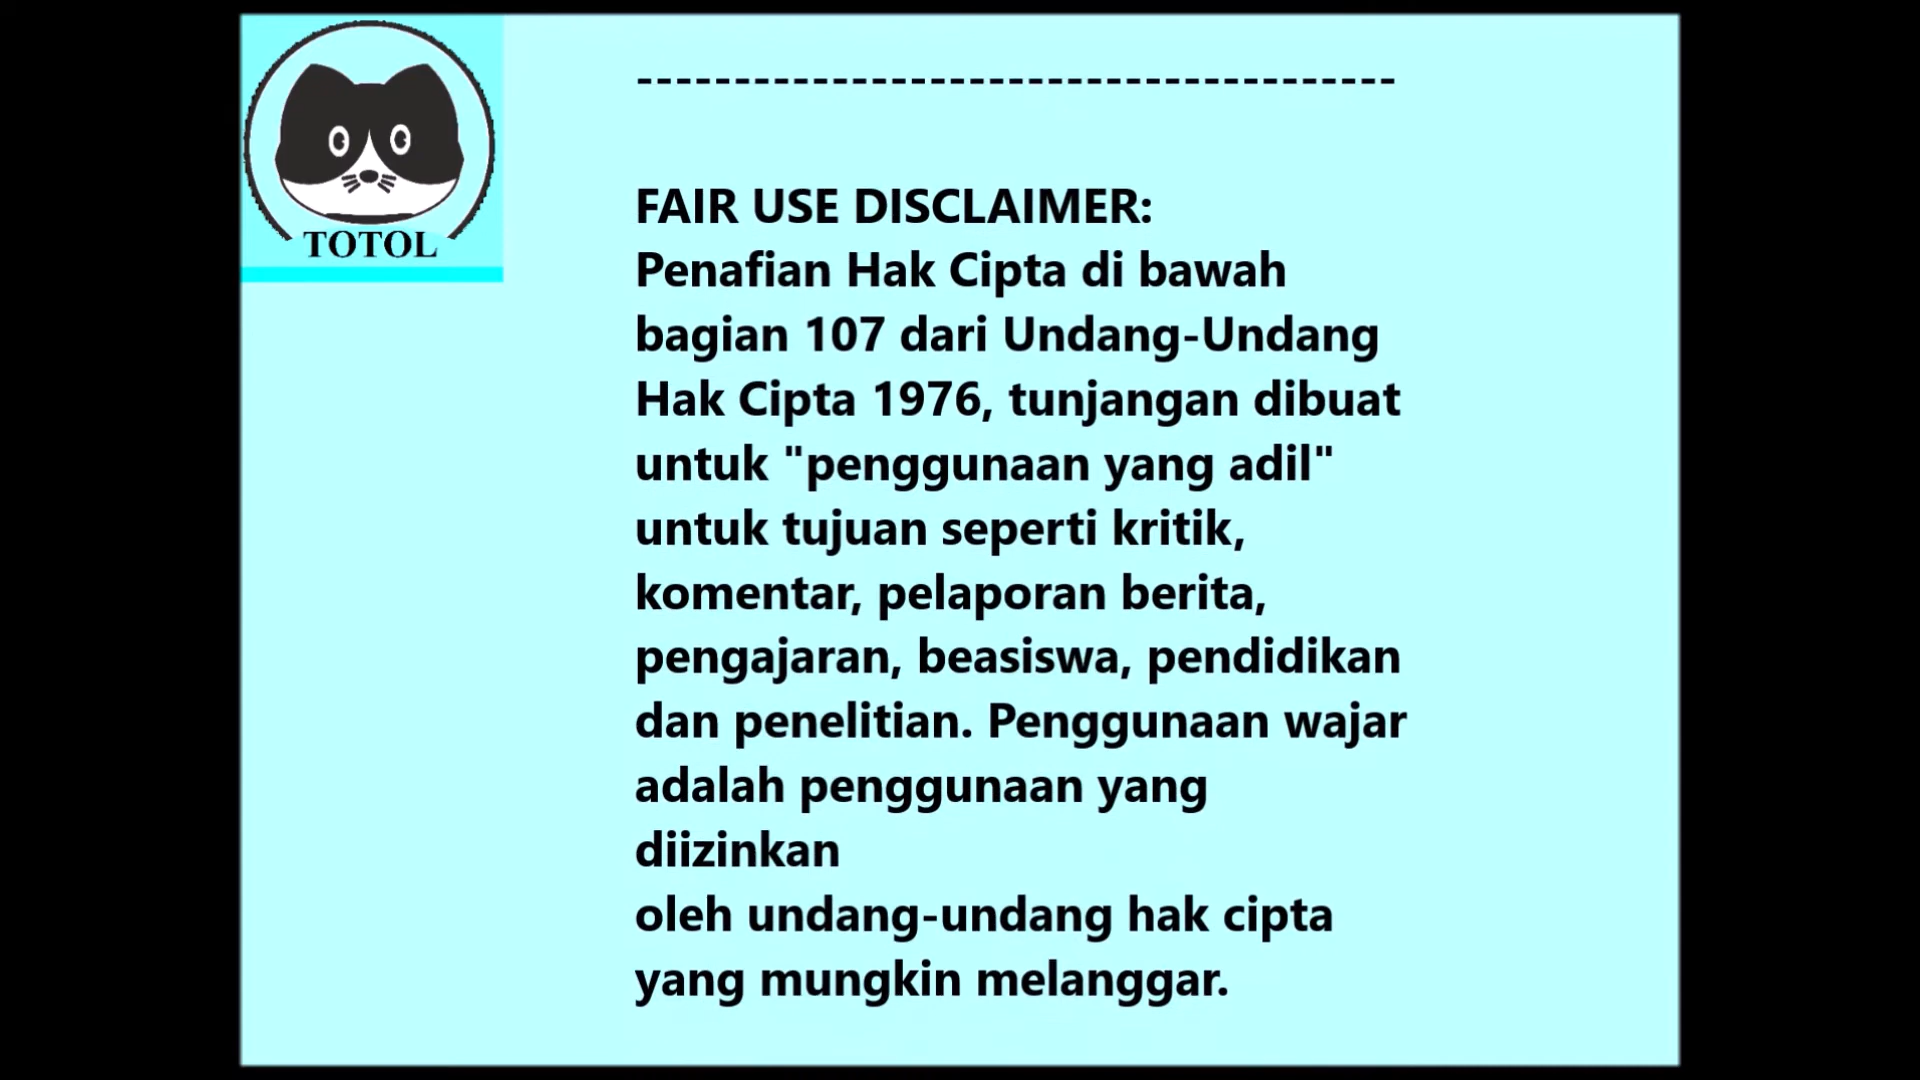 TOTOL
---------------------------------------
FAIR USE DISCLAIMER:
Penafian Hak Cipta di bawah
bagian 107 dari Undang-Undang
Hak Cipta 1976, tunjangan dibuat
untuk "penggunaan yang adil"
untuk tujuan seperti kritik,
komentar, pelaporan berita,
pengajaran, beasiswa, pendidikan
dan penelitian. Penggunaan wajar
adalah penggunaan yang
diizinkan
oleh undang-undang hak cipta
yang mungkin melanggar.